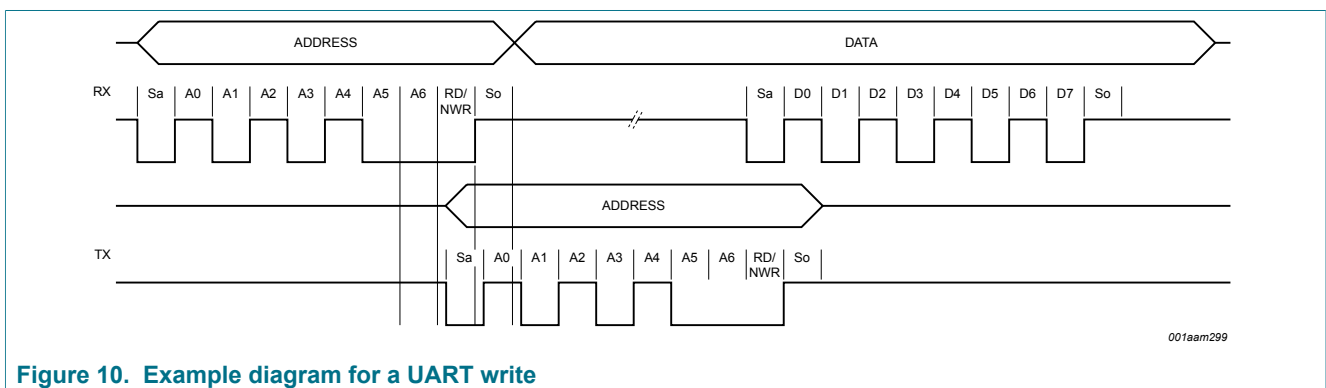 ADDRESS DATA
RX Sa A0 A1 A2 A3 A4 A5 A6 RD/ So Sa D0 D1 D2 D3 D4 D5 D6 D7 So
NWR
ADDRESS
TX Sa A0 A1 A2 A3 A4 A5 A6 RD/ So
NWR
001aam299
Figure 10. Example diagram for a UART write